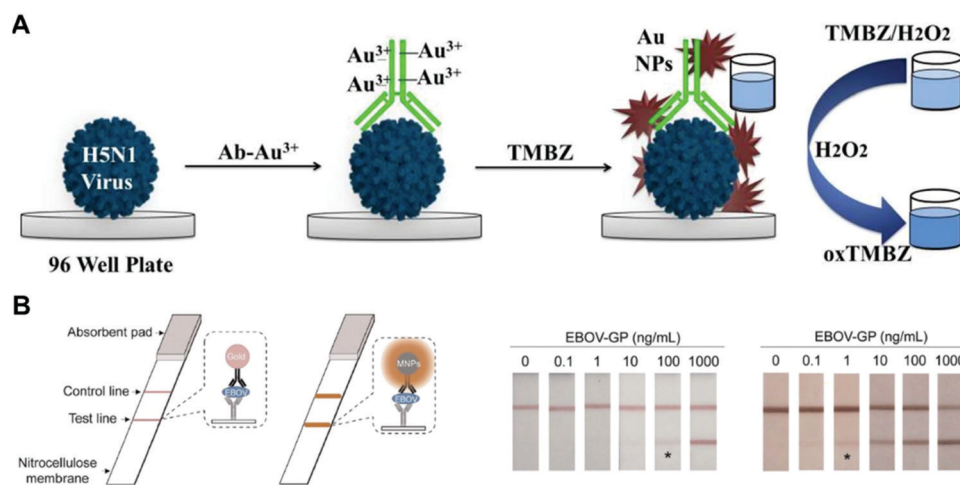 A
Au³⁺ Au³⁺
Au³⁺ Au³⁺
Au
NPs
TMBZ/H2O2
H5N1
Virus
Ab-Au³⁺
TMBZ
H2O2
oxTMBZ
96 Well Plate
B
Absorbent pad
Control line
Test line
Nitrocellulose
membrane
Gold
EBOV
MNPs
EBOV
EBOV-GP (ng/mL)
0 0.1 1 10 100 1000
*
EBOV-GP (ng/mL)
0 0.1 1 10 100 1000
*